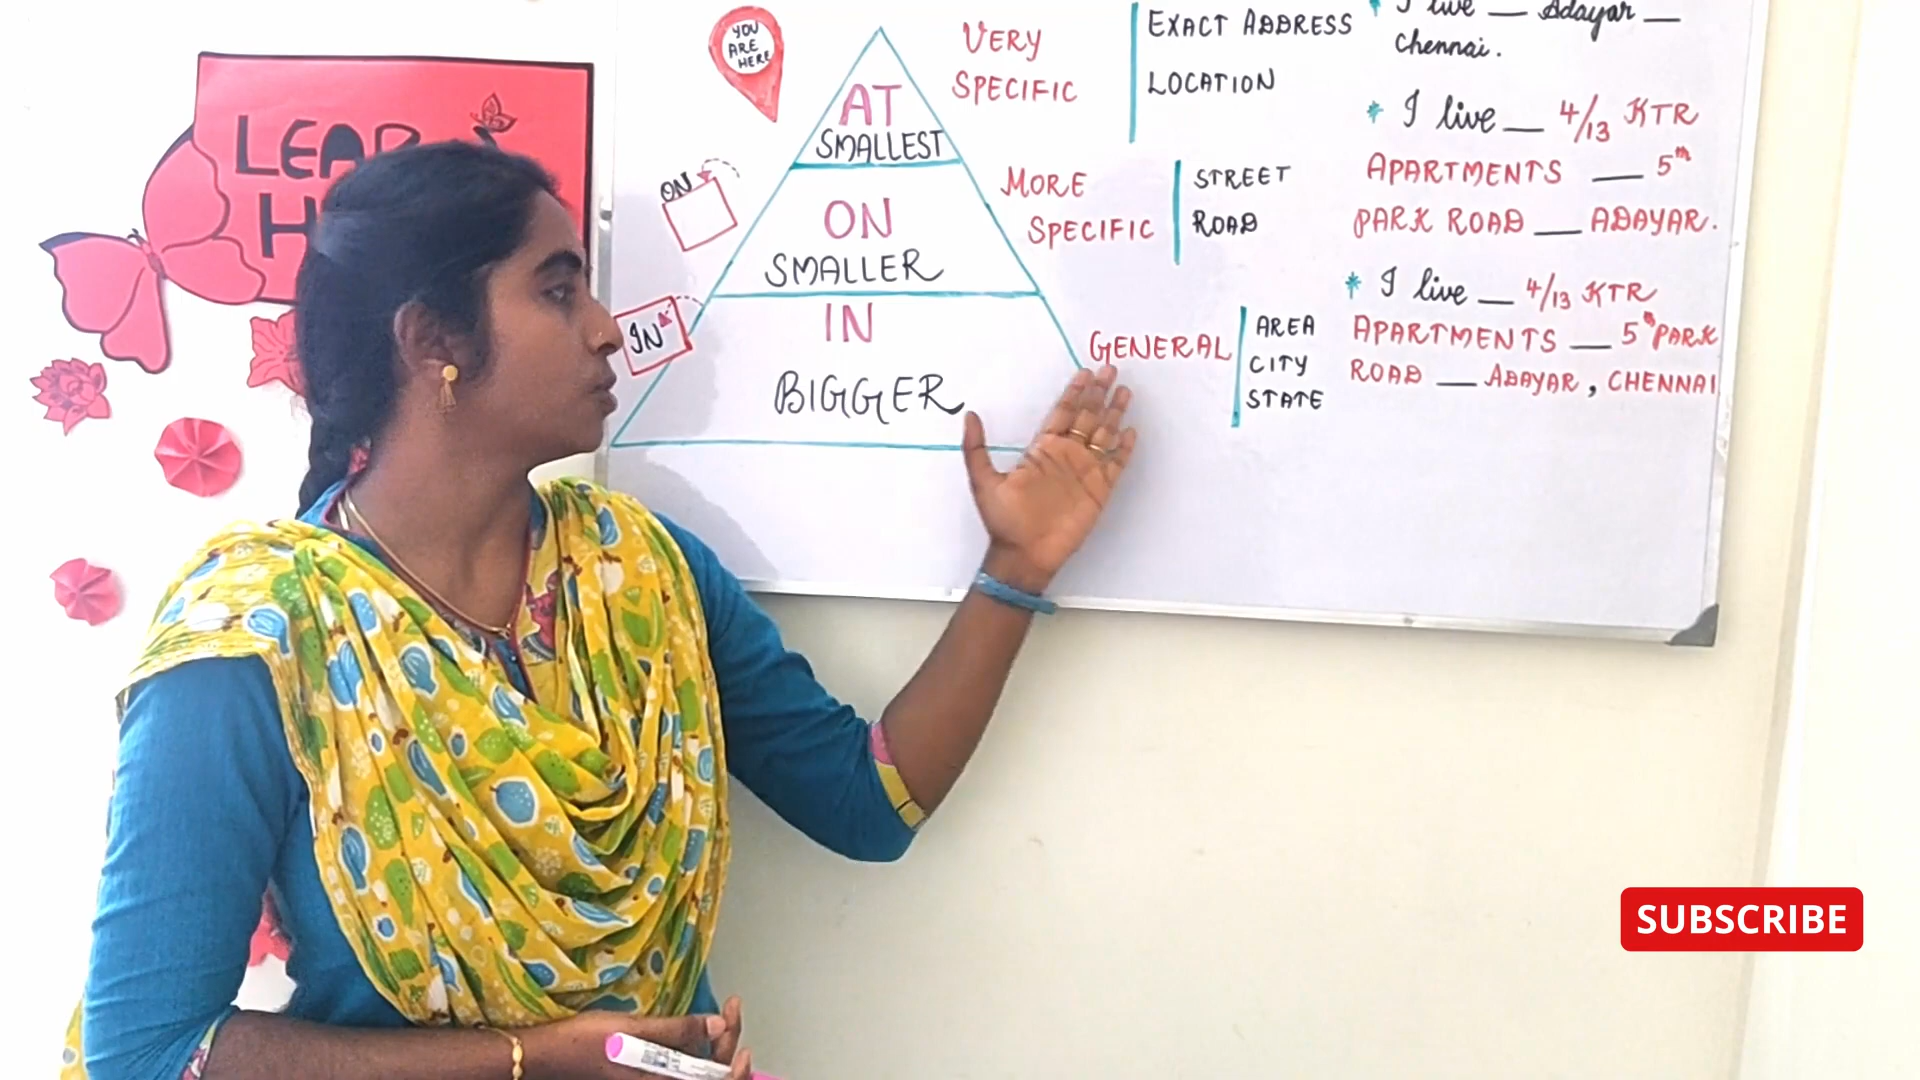 LEAR
H
YOU
ARE
HERE
AT
SMALLEST
ON
ON
SMALLER
IN
IN
BIGGER
VERY
SPECIFIC
EXACT ADDRESS
LOCATION
MORE
SPECIFIC
STREET
ROAD
GENERAL
AREA
CITY
STATE
* I live __ Adayar __
Chennai.
* I live __ 4/13 KTR
APARTMENTS __ 5th
PARK ROAD __ ADAYAR.
* I live __ 4/13 KTR
APARTMENTS __ 5th PARK
ROAD __ ADAYAR, CHENNAI
SUBSCRIBE